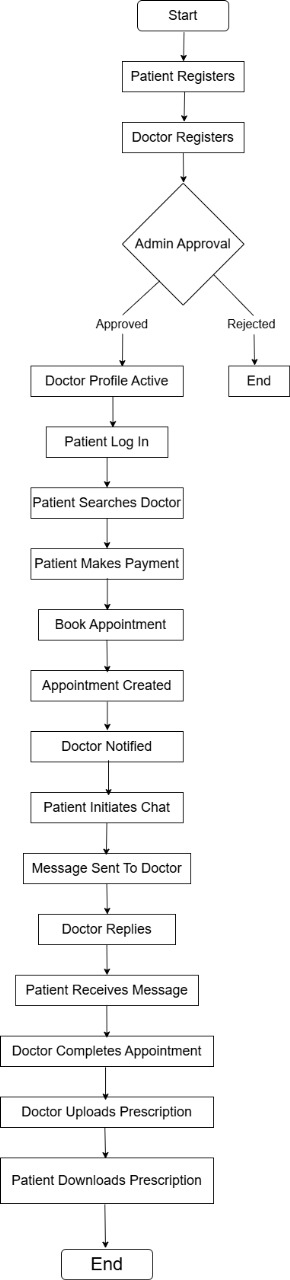 Start
Patient Registers
Doctor Registers
Admin Approval
Approved
Rejected
Doctor Profile Active
End
Patient Log In
Patient Searches Doctor
Patient Makes Payment
Book Appointment
Appointment Created
Doctor Notified
Patient Initiates Chat
Message Sent To Doctor
Doctor Replies
Patient Receives Message
Doctor Completes Appointment
Doctor Uploads Prescription
Patient Downloads Prescription
End